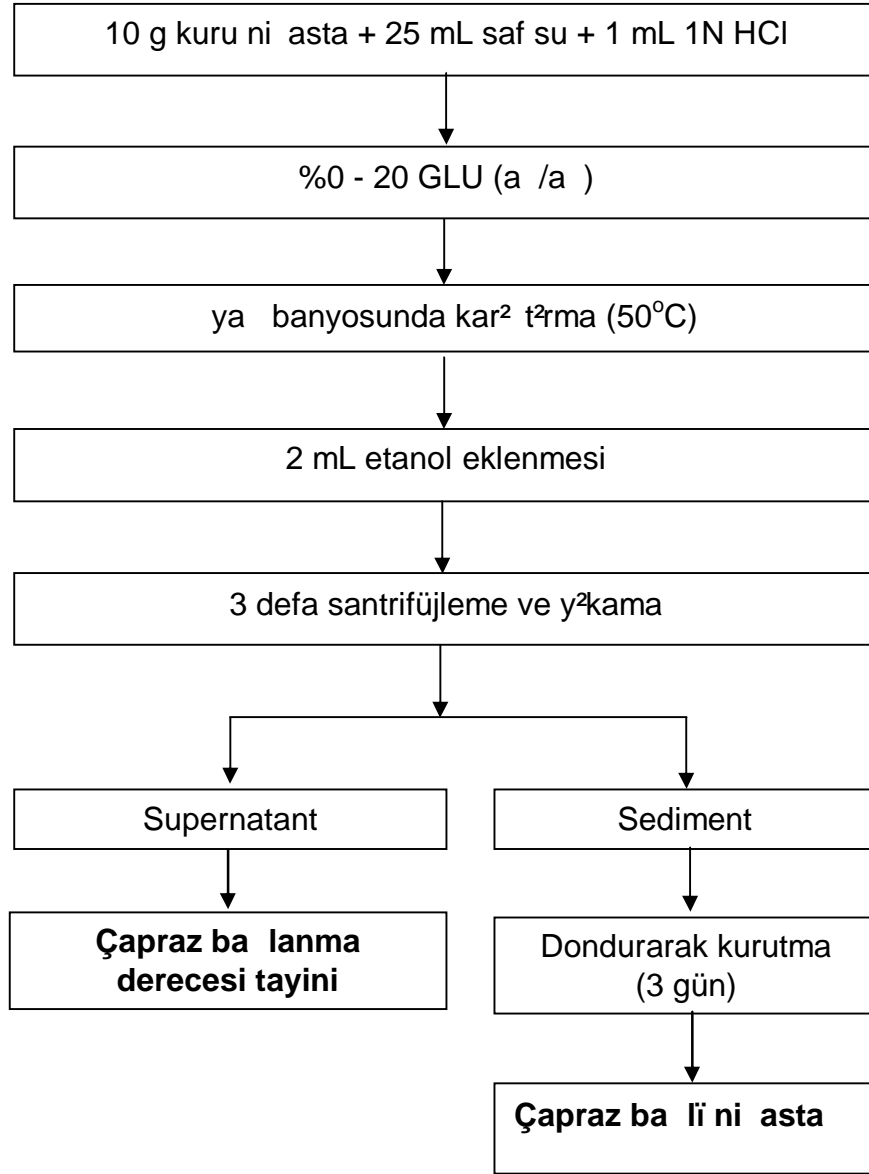 10 g kuru ni asta + 25 mL saf su + 1 mL 1N HCl
%0 - 20 GLU (a /a )
ya banyosunda kar² t²rma (50°C)
2 mL etanol eklenmesi
3 defa santrifüjleme ve y²kama
Supernatant
Sediment
Çapraz ba lanma
derecesi tayini
Dondurarak kurutma
(3 gün)
Çapraz ba lï ni asta